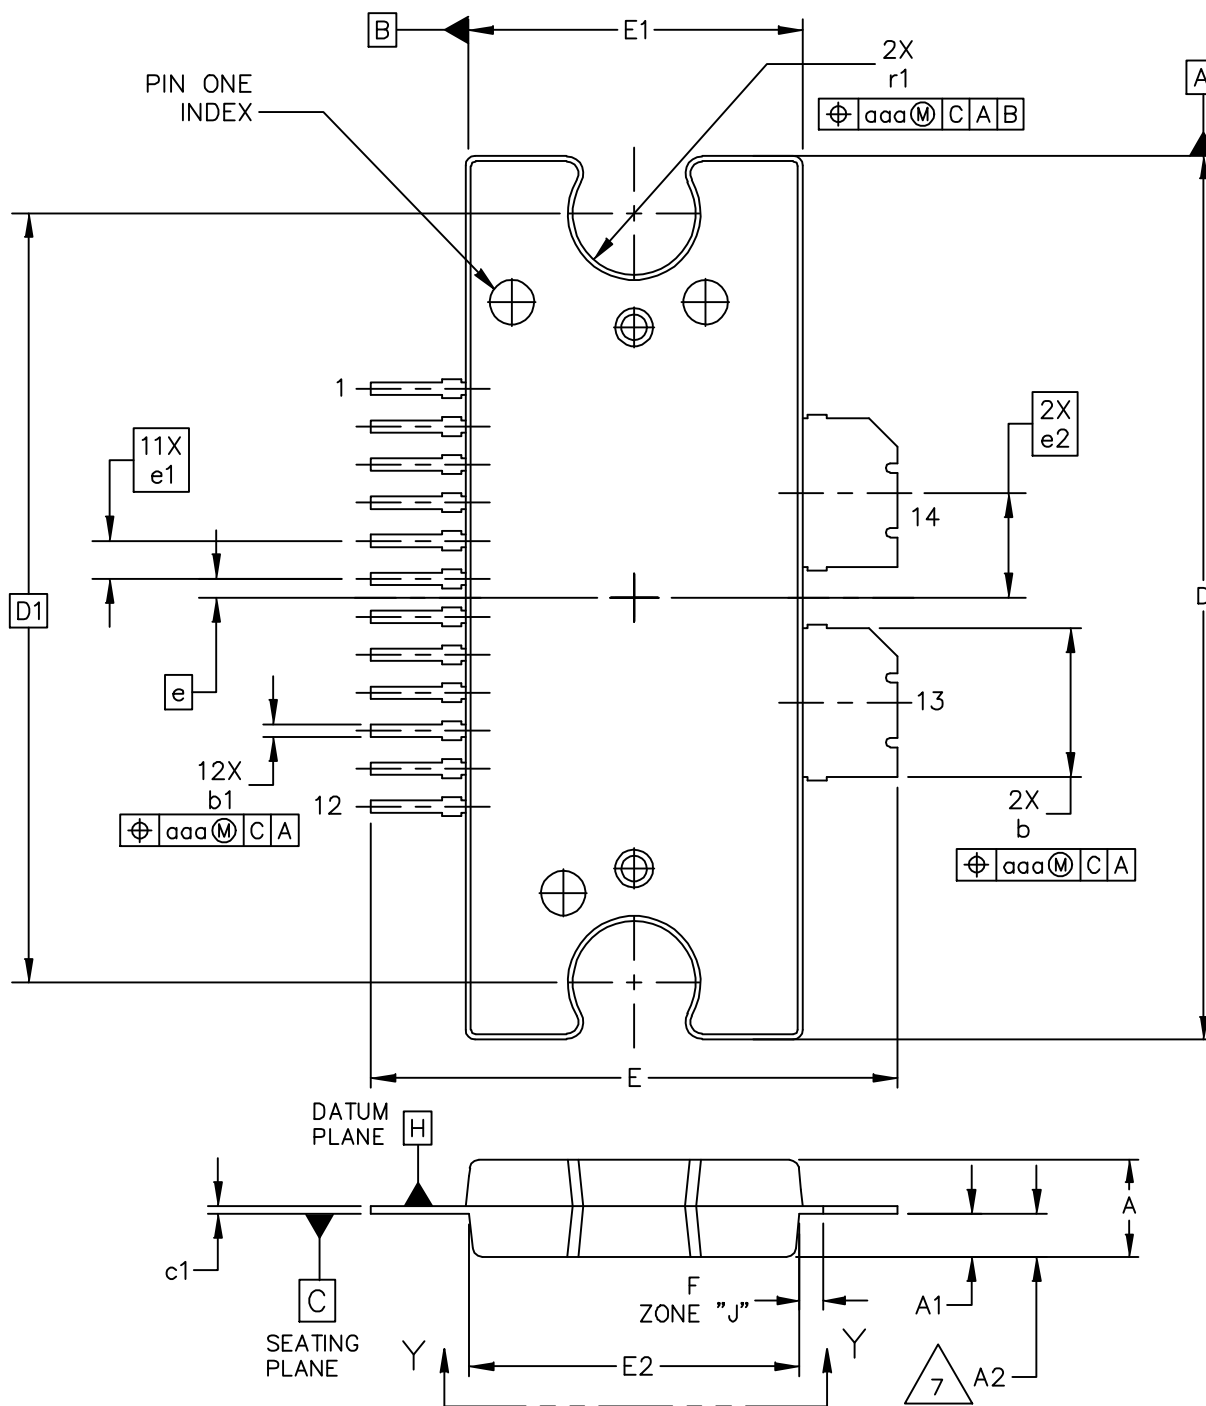 B
E1
2X
r1
⌖ aaa Ⓜ C A B
A
PIN ONE
INDEX
1
11X
e1
2X
e2
14
D1
D
e
13
12X
b1
⌖ aaa Ⓜ C A
12
2X
b
⌖ aaa Ⓜ C A
E
DATUM
PLANE
H
A
c1
C
SEATING
PLANE
F
ZONE "J"
A1
Y
Y
E2
7
A2